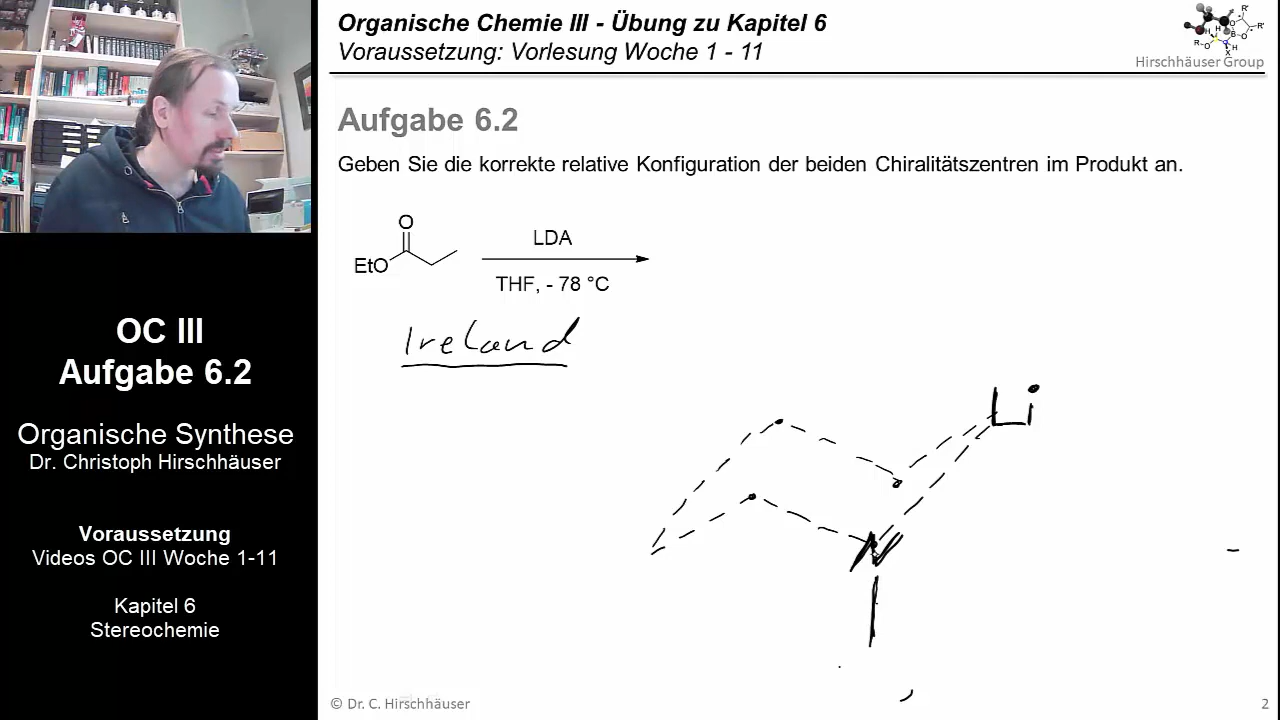 Organische Chemie III - Übung zu Kapitel 6
Voraussetzung: Vorlesung Woche 1 - 11
Hirschhäuser Group
Aufgabe 6.2
Geben Sie die korrekte relative Konfiguration der beiden Chiralitätszentren im Produkt an.
O
EtO
LDA
THF, - 78 °C
Ireland
Li
N
OC III
Aufgabe 6.2
Organische Synthese
Dr. Christoph Hirschhäuser
Voraussetzung
Videos OC III Woche 1-11
Kapitel 6
Stereochemie
© Dr. C. Hirschhäuser
2